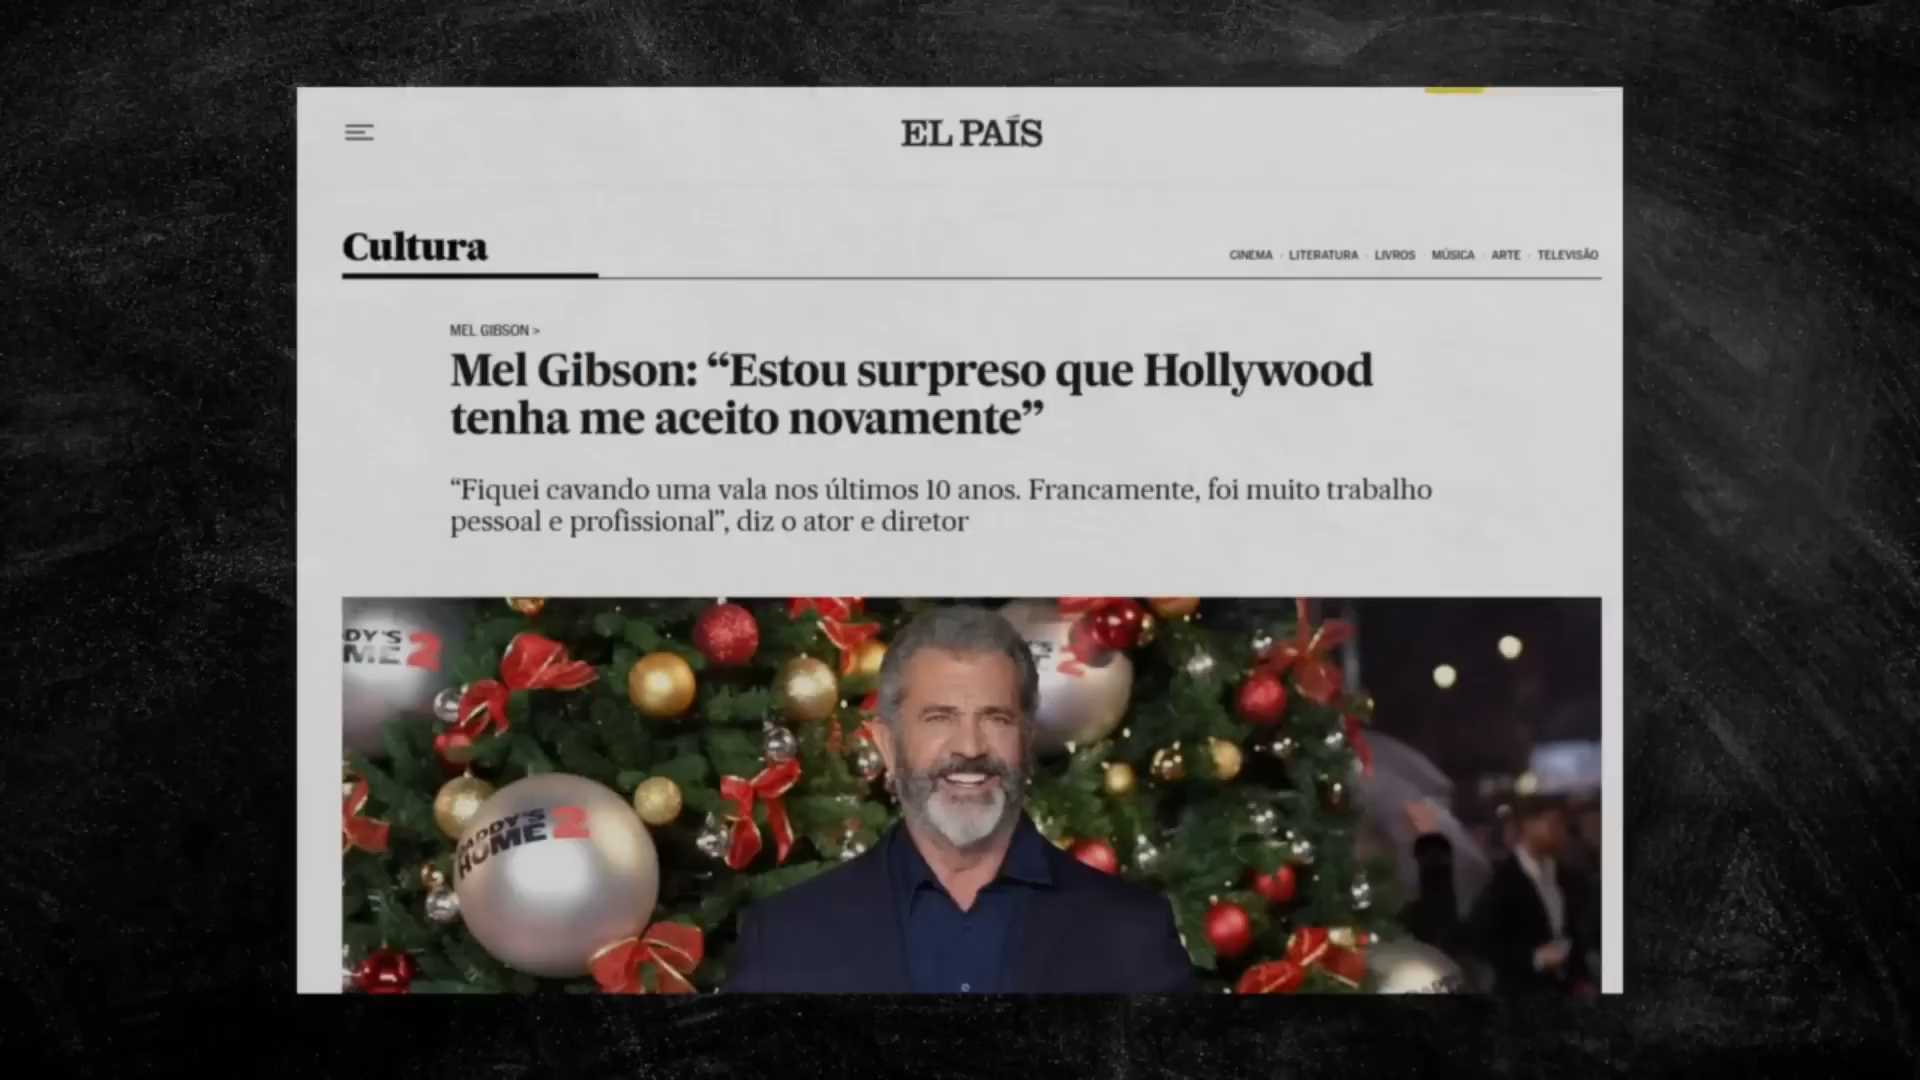 EL PAÍS
Cultura
CINEMA · LITERATURA · LIVROS · MÚSICA · ARTE · TELEVISÃO
MEL GIBSON >
Mel Gibson: “Estou surpreso que Hollywood
tenha me aceito novamente”
“Fiquei cavando uma vala nos últimos 10 anos. Francamente, foi muito trabalho
pessoal e profissional”, diz o ator e diretor
DY'S
ME 2
2
DADDY'S
HOME 2